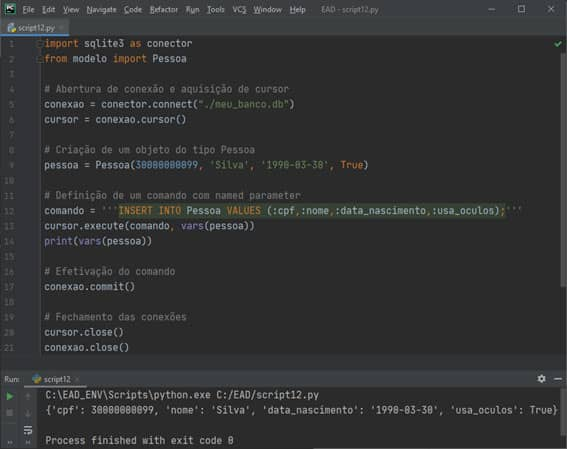 PC File Edit View Navigate Code Refactor Run Tools VCS Window Help EAD - script12.py
script12.py
1 import sqlite3 as conector
2 from modelo import Pessoa
3
4 # Abertura de conexão e aquisição de cursor
5 conexao = conector.connect("./meu_banco.db")
6 cursor = conexao.cursor()
7
8 # Criação de um objeto do tipo Pessoa
9 pessoa = Pessoa(30000000099, 'Silva', '1990-03-30', True)
10
11 # Definição de um comando com named parameter
12 comando = '''INSERT INTO Pessoa VALUES (:cpf,:nome,:data_nascimento,:usa_oculos);'''
13 cursor.execute(comando, vars(pessoa))
14 print(vars(pessoa))
15
16 # Efetivação do comando
17 conexao.commit()
18
19 # Fechamento das conexões
20 cursor.close()
21 conexao.close()
Run: script12
C:\EAD_ENV\Scripts\python.exe C:/EAD/script12.py
{'cpf': 30000000099, 'nome': 'Silva', 'data_nascimento': '1990-03-30', 'usa_oculos': True}
Process finished with exit code 0